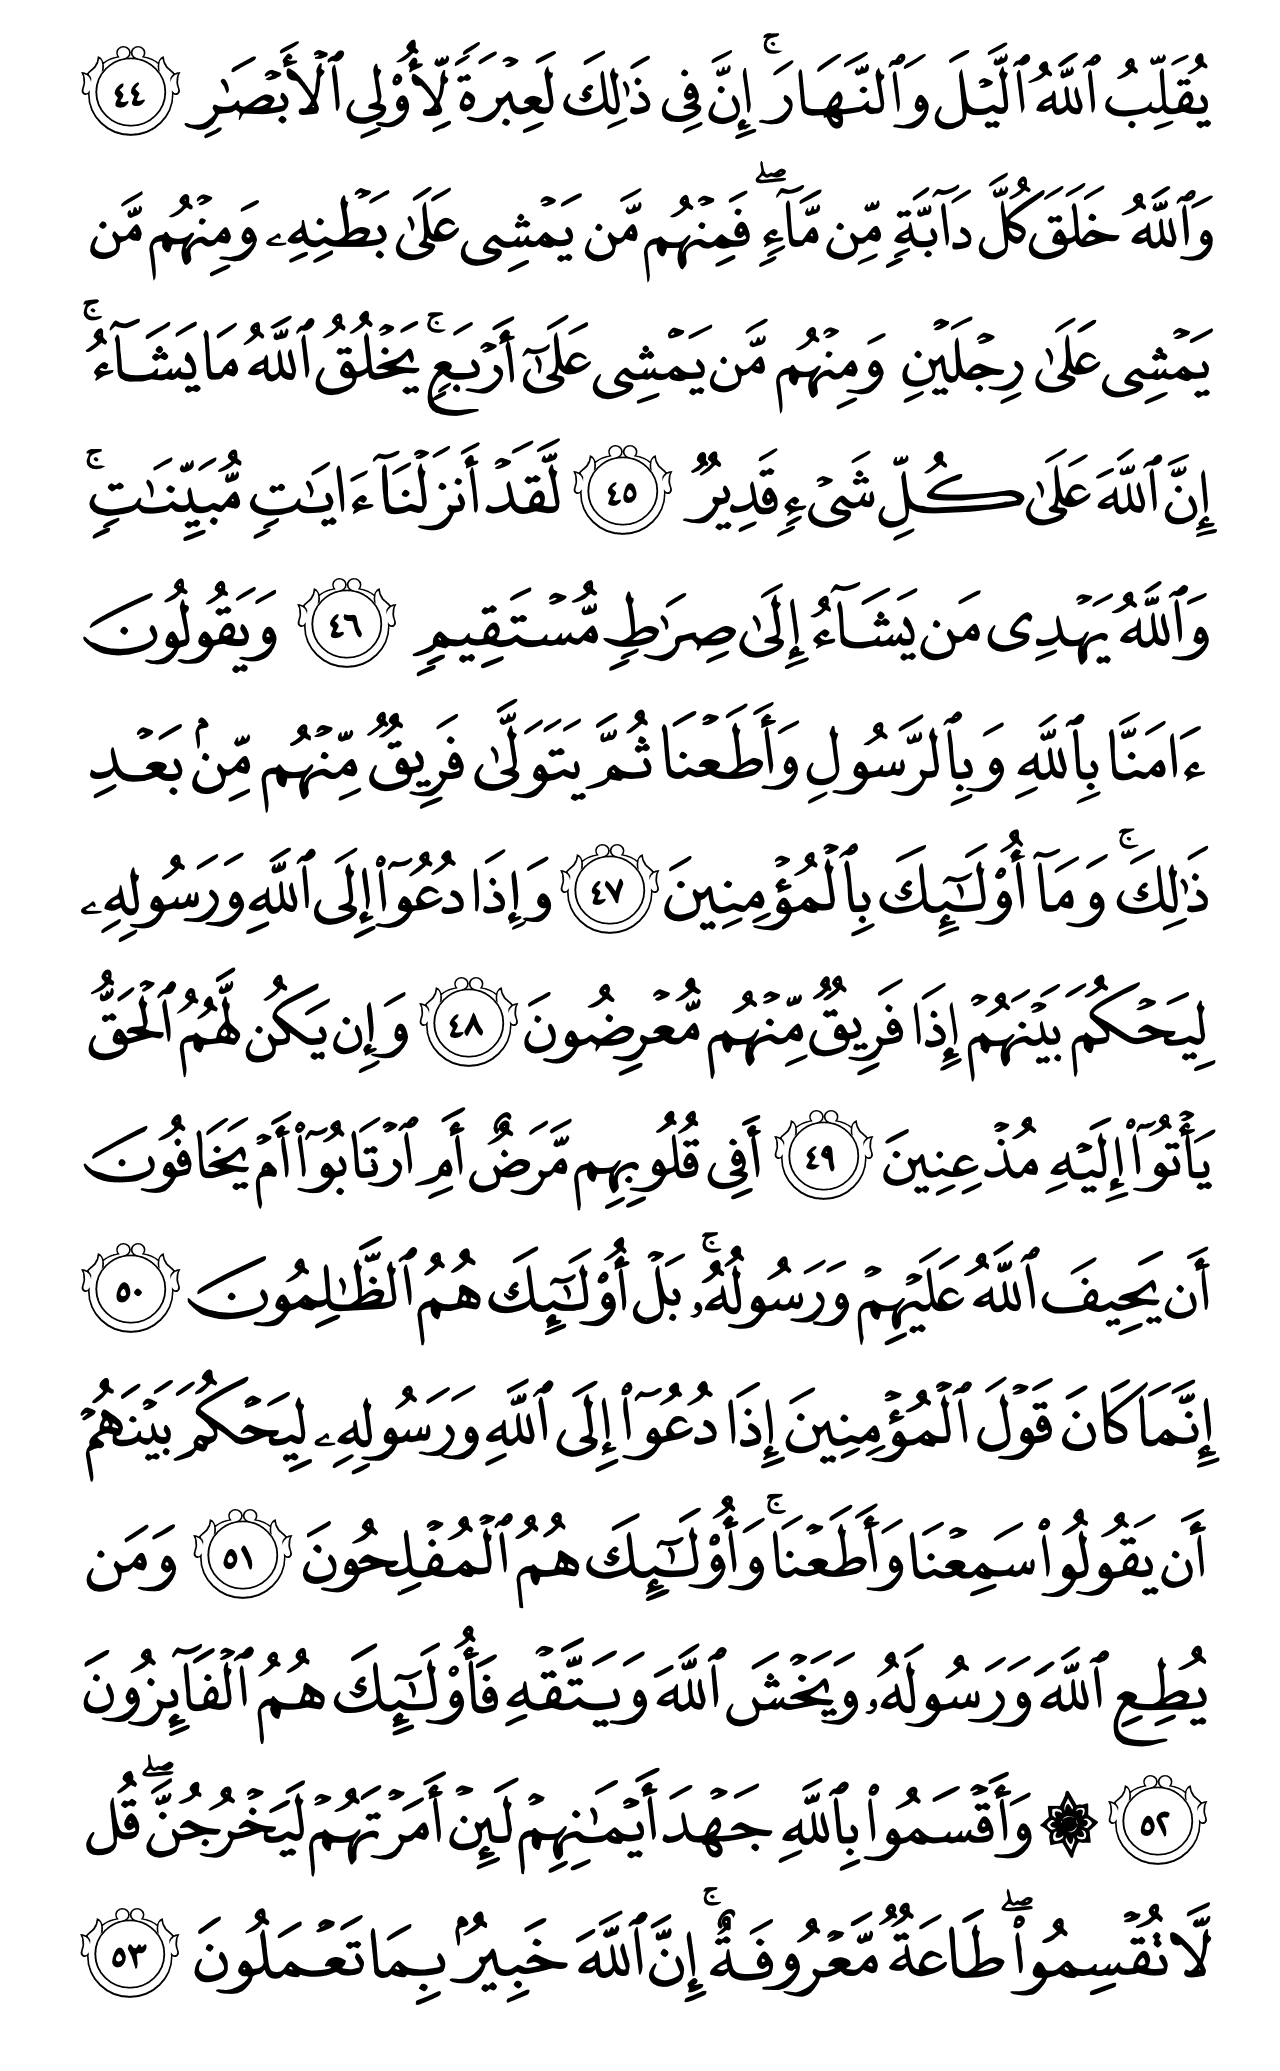 يُقَلِّبُ ٱللَّهُ ٱلَّيۡلَ وَٱلنَّهَارَۚ إِنَّ فِي ذَٰلِكَ لَعِبۡرَةٗ لِّأُوْلِي ٱلۡأَبۡصَٰرِ ٤٤
وَٱللَّهُ خَلَقَ كُلَّ دَآبَّةٖ مِّن مَّآءٖۖ فَمِنۡهُم مَّن يَمۡشِي عَلَىٰ بَطۡنِهِۦ وَمِنۡهُم مَّن
يَمۡشِي عَلَىٰ رِجۡلَيۡنِ وَمِنۡهُم مَّن يَمۡشِي عَلَىٰٓ أَرۡبَعٖۚ يَخۡلُقُ ٱللَّهُ مَا يَشَآءُۚ
إِنَّ ٱللَّهَ عَلَىٰ كُلِّ شَيۡءٖ قَدِيرٞ ٤٥ لَّقَدۡ أَنزَلۡنَآ ءَايَٰتٖ مُّبَيِّنَٰتٖۚ
وَٱللَّهُ يَهۡدِي مَن يَشَآءُ إِلَىٰ صِرَٰطٖ مُّسۡتَقِيمٖ ٤٦ وَيَقُولُونَ
ءَامَنَّا بِٱللَّهِ وَبِٱلرَّسُولِ وَأَطَعۡنَا ثُمَّ يَتَوَلَّىٰ فَرِيقٞ مِّنۡهُم مِّنۢ بَعۡدِ
ذَٰلِكَۚ وَمَآ أُوْلَٰٓئِكَ بِٱلۡمُؤۡمِنِينَ ٤٧ وَإِذَا دُعُوٓاْ إِلَى ٱللَّهِ وَرَسُولِهِۦ
لِيَحۡكُمَ بَيۡنَهُمۡ إِذَا فَرِيقٞ مِّنۡهُم مُّعۡرِضُونَ ٤٨ وَإِن يَكُن لَّهُمُ ٱلۡحَقُّ
يَأۡتُوٓاْ إِلَيۡهِ مُذۡعِنِينَ ٤٩ أَفِي قُلُوبِهِم مَّرَضٌ أَمِ ٱرۡتَابُوٓاْ أَمۡ يَخَافُونَ
أَن يَحِيفَ ٱللَّهُ عَلَيۡهِمۡ وَرَسُولُهُۥۚ بَلۡ أُوْلَٰٓئِكَ هُمُ ٱلظَّٰلِمُونَ ٥٠
إِنَّمَا كَانَ قَوۡلَ ٱلۡمُؤۡمِنِينَ إِذَا دُعُوٓاْ إِلَى ٱللَّهِ وَرَسُولِهِۦ لِيَحۡكُمَ بَيۡنَهُمۡ
أَن يَقُولُواْ سَمِعۡنَا وَأَطَعۡنَاۚ وَأُوْلَٰٓئِكَ هُمُ ٱلۡمُفۡلِحُونَ ٥١ وَمَن
يُطِعِ ٱللَّهَ وَرَسُولَهُۥ وَيَخۡشَ ٱللَّهَ وَيَتَّقۡهِ فَأُوْلَٰٓئِكَ هُمُ ٱلۡفَآئِزُونَ
٥٢ ۞ وَأَقۡسَمُواْ بِٱللَّهِ جَهۡدَ أَيۡمَٰنِهِمۡ لَئِنۡ أَمَرۡتَهُمۡ لَيَخۡرُجُنَّۖ قُل
لَّا تُقۡسِمُواْۖ طَاعَةٞ مَّعۡرُوفَةٌۚ إِنَّ ٱللَّهَ خَبِيرُۢ بِمَا تَعۡمَلُونَ ٥٣